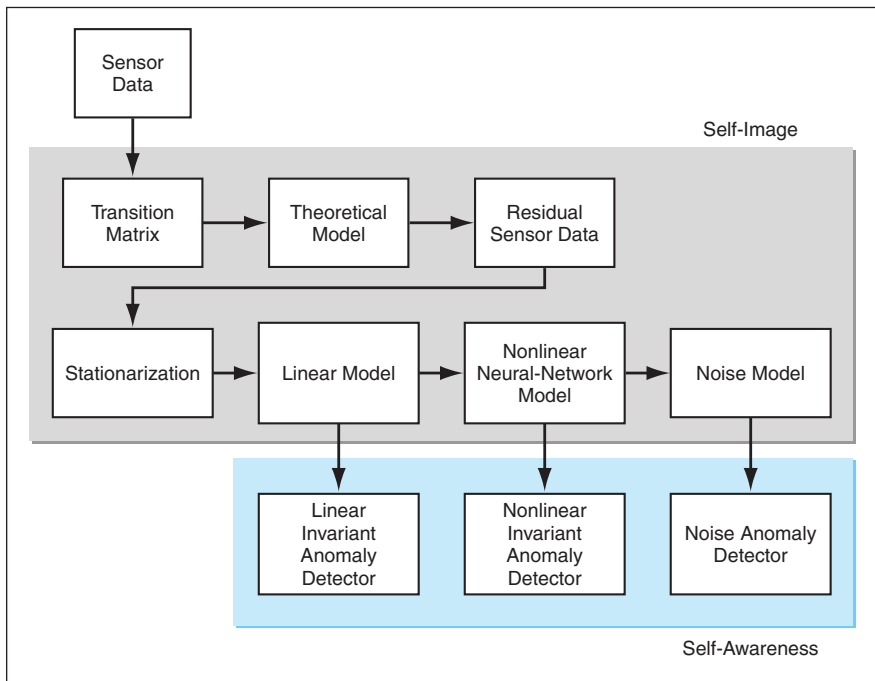 Sensor
Data
Self-Image
Transition
Matrix
Theoretical
Model
Residual
Sensor Data
Stationarization
Linear Model
Nonlinear
Neural-Network
Model
Noise Model
Linear
Invariant
Anomaly
Detector
Nonlinear
Invariant
Anomaly
Detector
Noise Anomaly
Detector
Self-Awareness